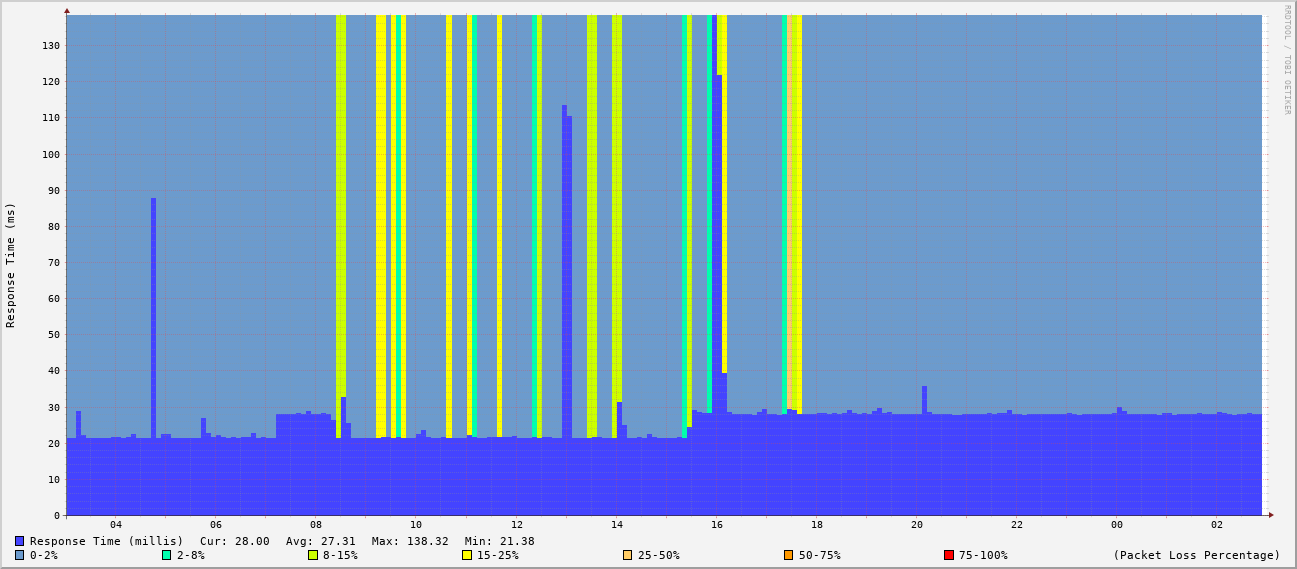 RRDTOOL / TOBI OETIKER
Response Time (ms)
130
120
110
100
90
80
70
60
50
40
30
20
10
0
04 06 08 10 12 14 16 18 20 22 00 02
Response Time (millis) Cur: 28.00 Avg: 27.31 Max: 138.32 Min: 21.38
0-2% 2-8% 8-15% 15-25% 25-50% 50-75% 75-100% (Packet Loss Percentage)